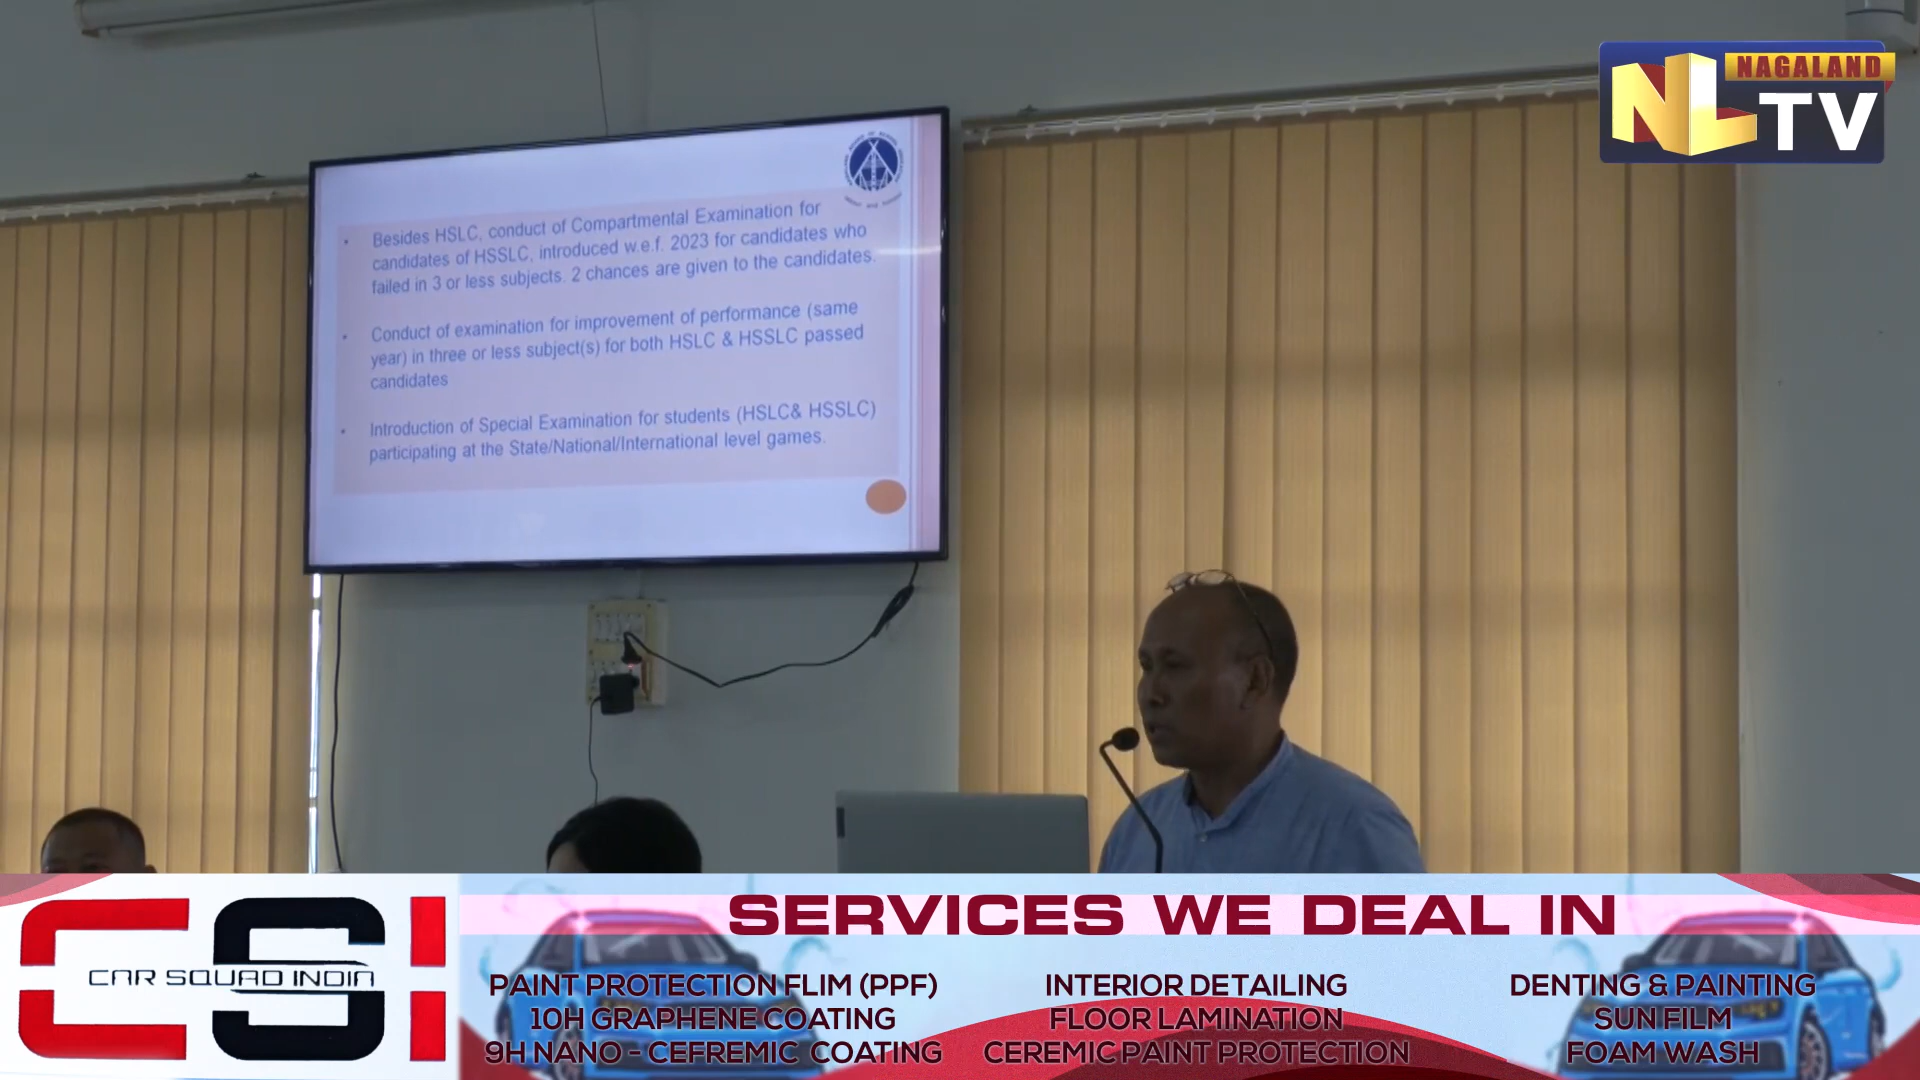 NAGALAND
NL TV
Besides HSLC, conduct of Compartmental Examination for
candidates of HSSLC, introduced w.e.f. 2023 for candidates who
failed in 3 or less subjects. 2 chances are given to the candidates.
Conduct of examination for improvement of performance (same
year) in three or less subject(s) for both HSLC & HSSLC passed
candidates
Introduction of Special Examination for students (HSLC& HSSLC)
participating at the State/National/International level games.
CSI
CAR SQUAD INDIA
SERVICES WE DEAL IN
PAINT PROTECTION FLIM (PPF)
10H GRAPHENE COATING
9H NANO - CEFREMIC COATING
INTERIOR DETAILING
FLOOR LAMINATION
CEREMIC PAINT PROTECTION
DENTING & PAINTING
SUN FILM
FOAM WASH